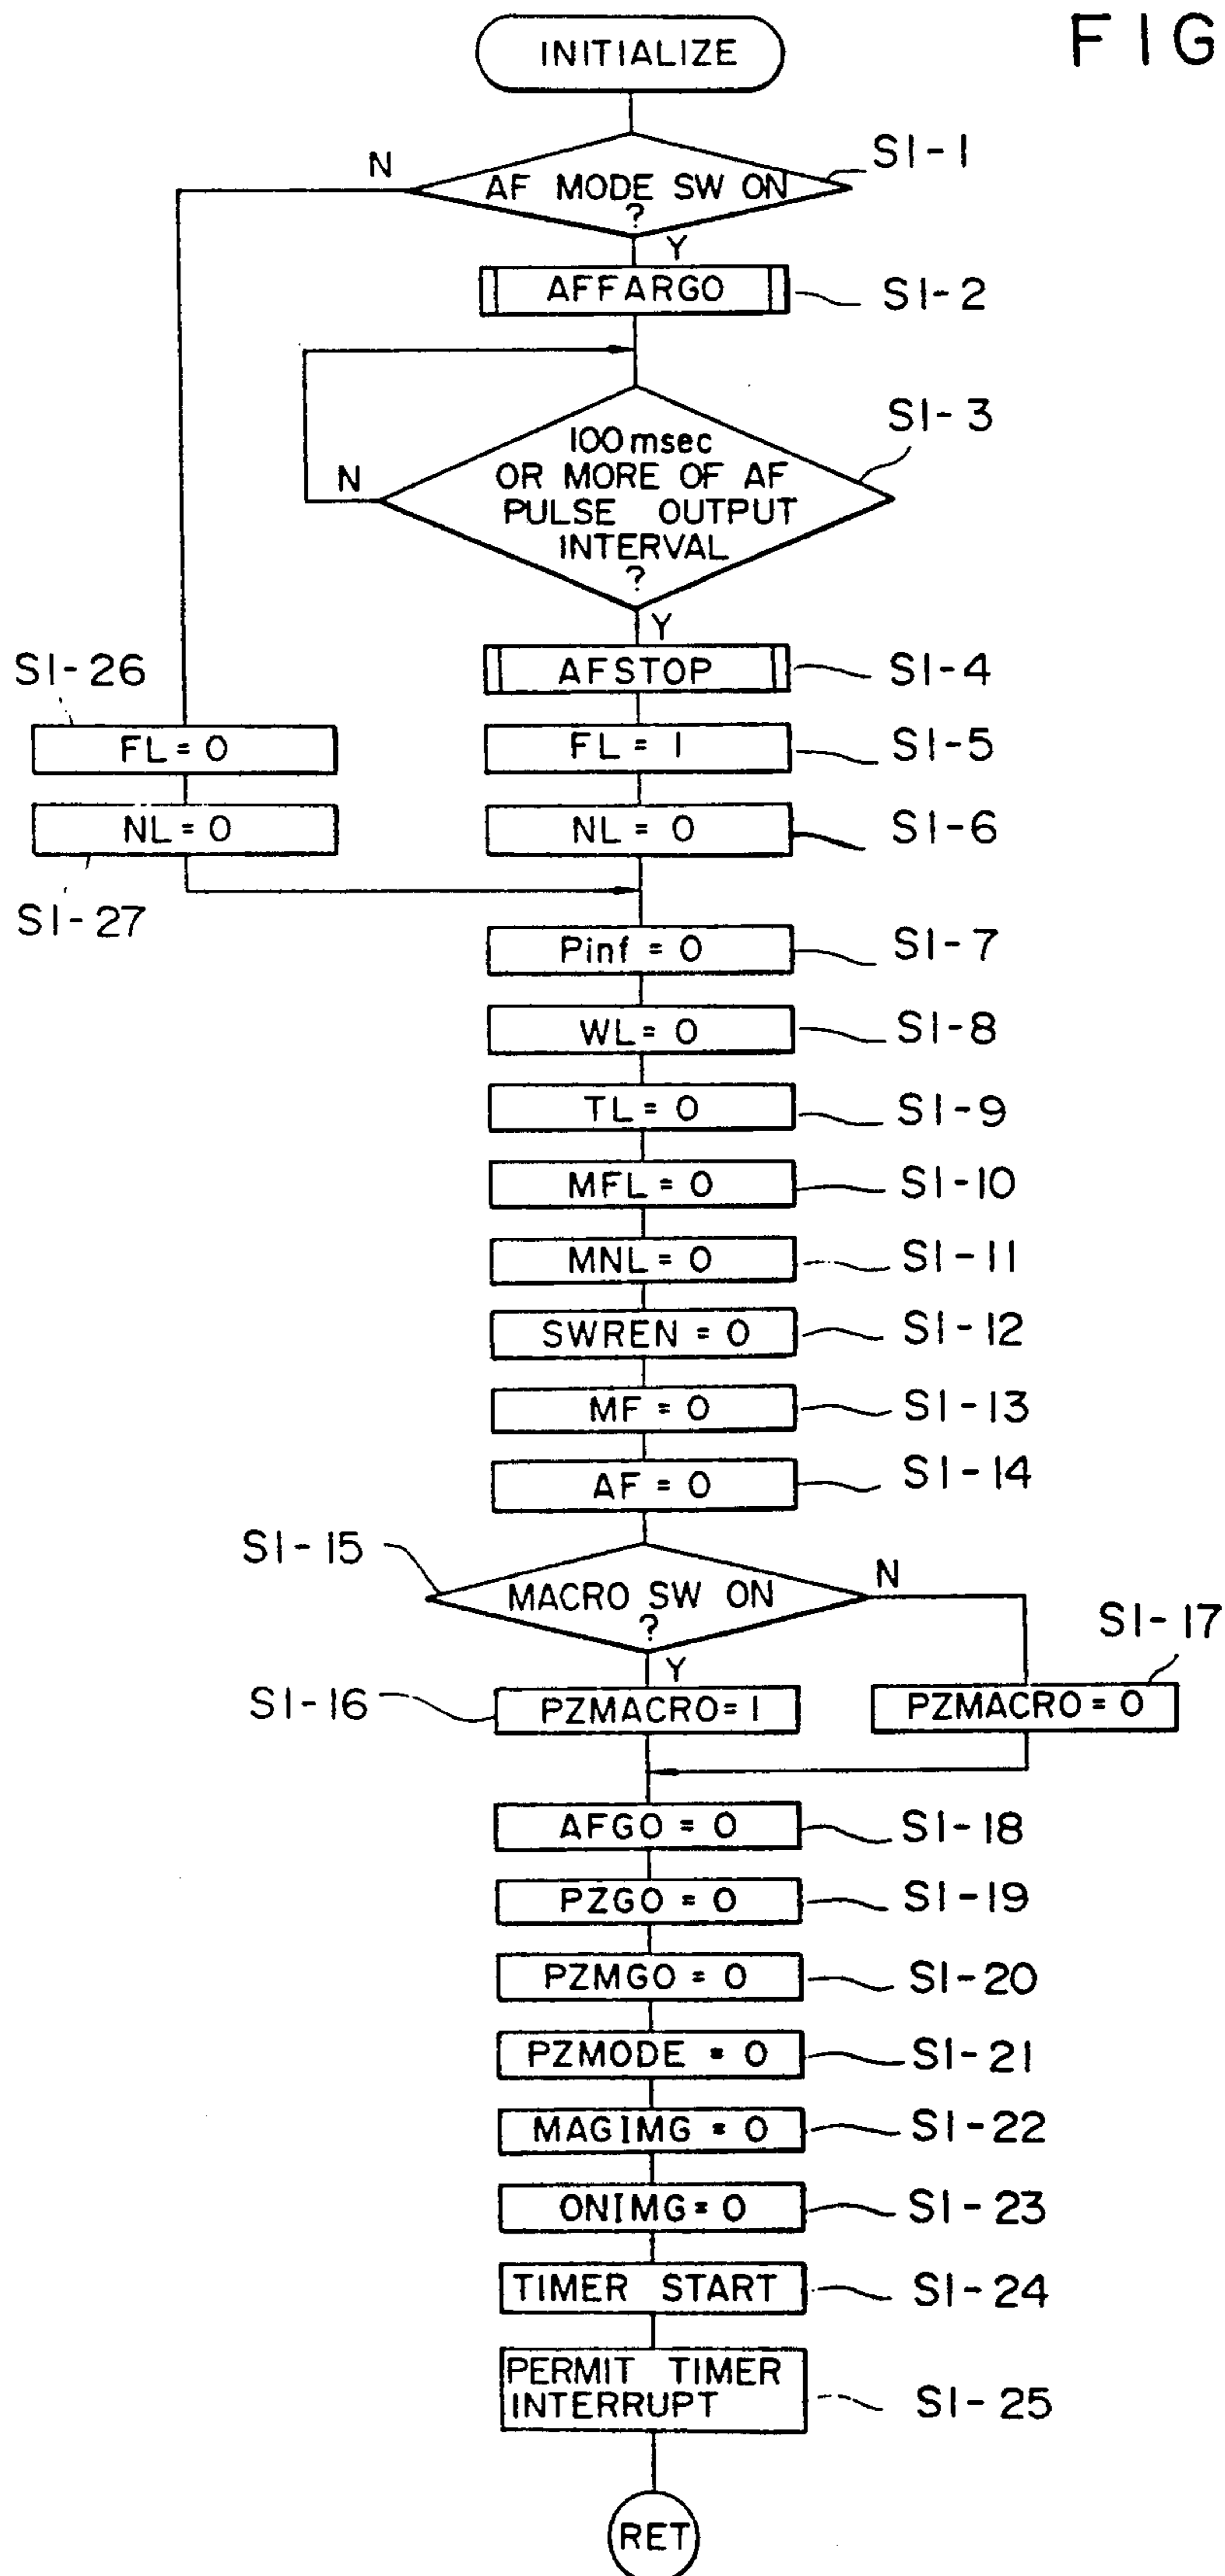 FIG
INITIALIZE
S1-1
N
AF MODE SW ON
?
Y
AFFARGO
S1-2
S1-3
100msec
OR MORE OF AF
PULSE OUTPUT
INTERVAL
?
N
Y
S1-26
AFSTOP
S1-4
FL = 0
FL = 1
S1-5
NL = 0
NL = 0
S1-6
S1-27
Pinf = 0
S1-7
WL = 0
S1-8
TL = 0
S1-9
MFL = 0
S1-10
MNL = 0
S1-11
SWREN = 0
S1-12
MF = 0
S1-13
AF = 0
S1-14
S1-15
MACRO SW ON
?
N
S1-17
Y
S1-16
PZMACRO=1
PZMACRO = 0
AFGO = 0
S1-18
PZGO = 0
S1-19
PZMGO = 0
S1-20
PZMODE = 0
S1-21
MAGIMG = 0
S1-22
ONIMG = 0
S1-23
TIMER START
S1-24
PERMIT TIMER
INTERRUPT
S1-25
RET